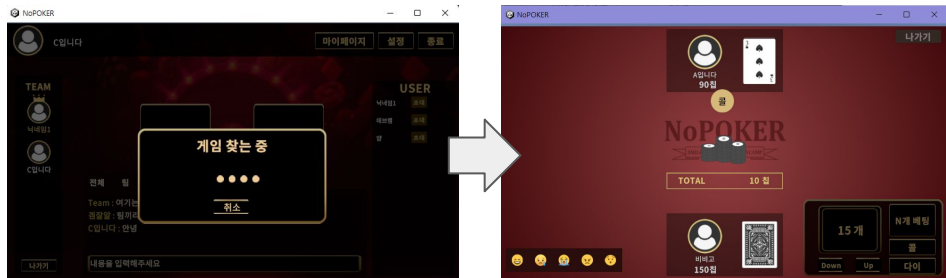 NoPOKER
C입니다
마이페이지 설정 종료
TEAM
닉네임1
C입니다
USER
닉네임1 초대
초대
초대
게임 찾는 중
취소
전체 팀
Team : 여기는
C입니다 : 안녕
내용을 입력해주세요
나가기
NoPOKER
나가기
A입니다
90칩
콜
NoPOKER
TOTAL 10 칩
비비고
150칩
15개
Down Up
N개 베팅
콜
다이